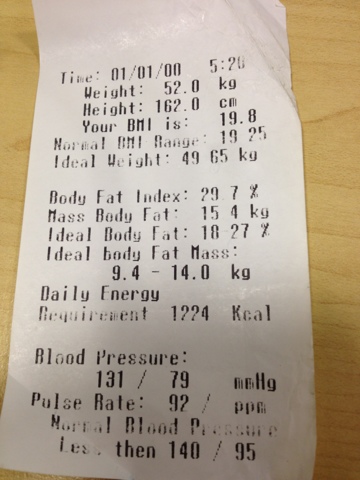 Time: 01/01/00 5:20
Weight: 52.0 kg
Height: 162.0 cm
Your BMI is: 19.8
Normal BMI Range: 19 25
Ideal Weight: 49 65 kg
Body Fat Index: 29 7 %
Mass Body Fat: 15 4 kg
Ideal Body Fat: 18 27 %
Ideal body Fat Mass:
9.4 - 14.0 kg
Daily Energy
Requirement 1224 Kcal
Blood Pressure:
131 / 79 mmHg
Pulse Rate: 92 / ppm
Normal Blood Pressure
Less then 140 / 95